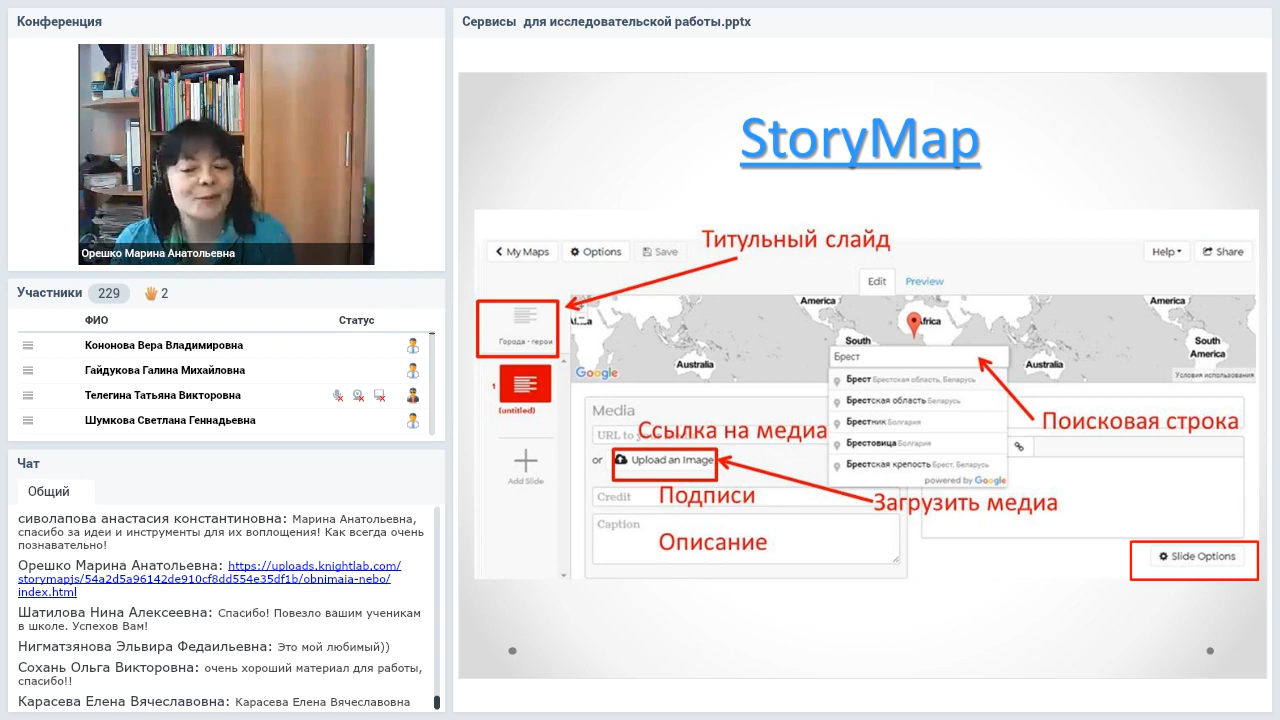 Конференция
Орешко Марина Анатольевна
Участники 229 2
ФИО Статус
Кононова Вера Владимировна
Гайдукова Галина Михайловна
Телегина Татьяна Викторовна
Шумкова Светлана Геннадьевна
Чат
Общий
сиволапова анастасия константиновна: Марина Анатольевна,
спасибо за идеи и инструменты для их воплощения! Как всегда очень
познавательно!
Орешко Марина Анатольевна: https://uploads.knightlab.com/
storymapjs/54a2d5a96142de910cf8dd554e35df1b/obnimaia-nebo/
index.html
Шатилова Нина Алексеевна: Спасибо! Повезло вашим ученикам
в школе. Успехов Вам!
Нигматзянова Эльвира Федаильевна: Это мой любимый))
Сохань Ольга Викторовна: очень хороший материал для работы,
спасибо!!
Карасева Елена Вячеславовна: Карасева Елена Вячеславовна
Сервисы для исследовательской работы.pptx
StoryMap
Титульный слайд
My Maps Options Save Help Share
Edit Preview
America America
Africa
South
South
America
Australia Australia
Google Условия использования
Города - герои
1
(untitled)
Add Slide
Брест
Брест Брестская область, Беларусь
Брестская область Беларусь
Брестник Болгария
Брестовица Болгария
Брестская крепость Брест, Беларусь
powered by Google
Поисковая строка
Media
URL to
Ссылка на медиа
or Upload an Image
Загрузить медиа
Credit
Подписи
Caption
Описание
Slide Options